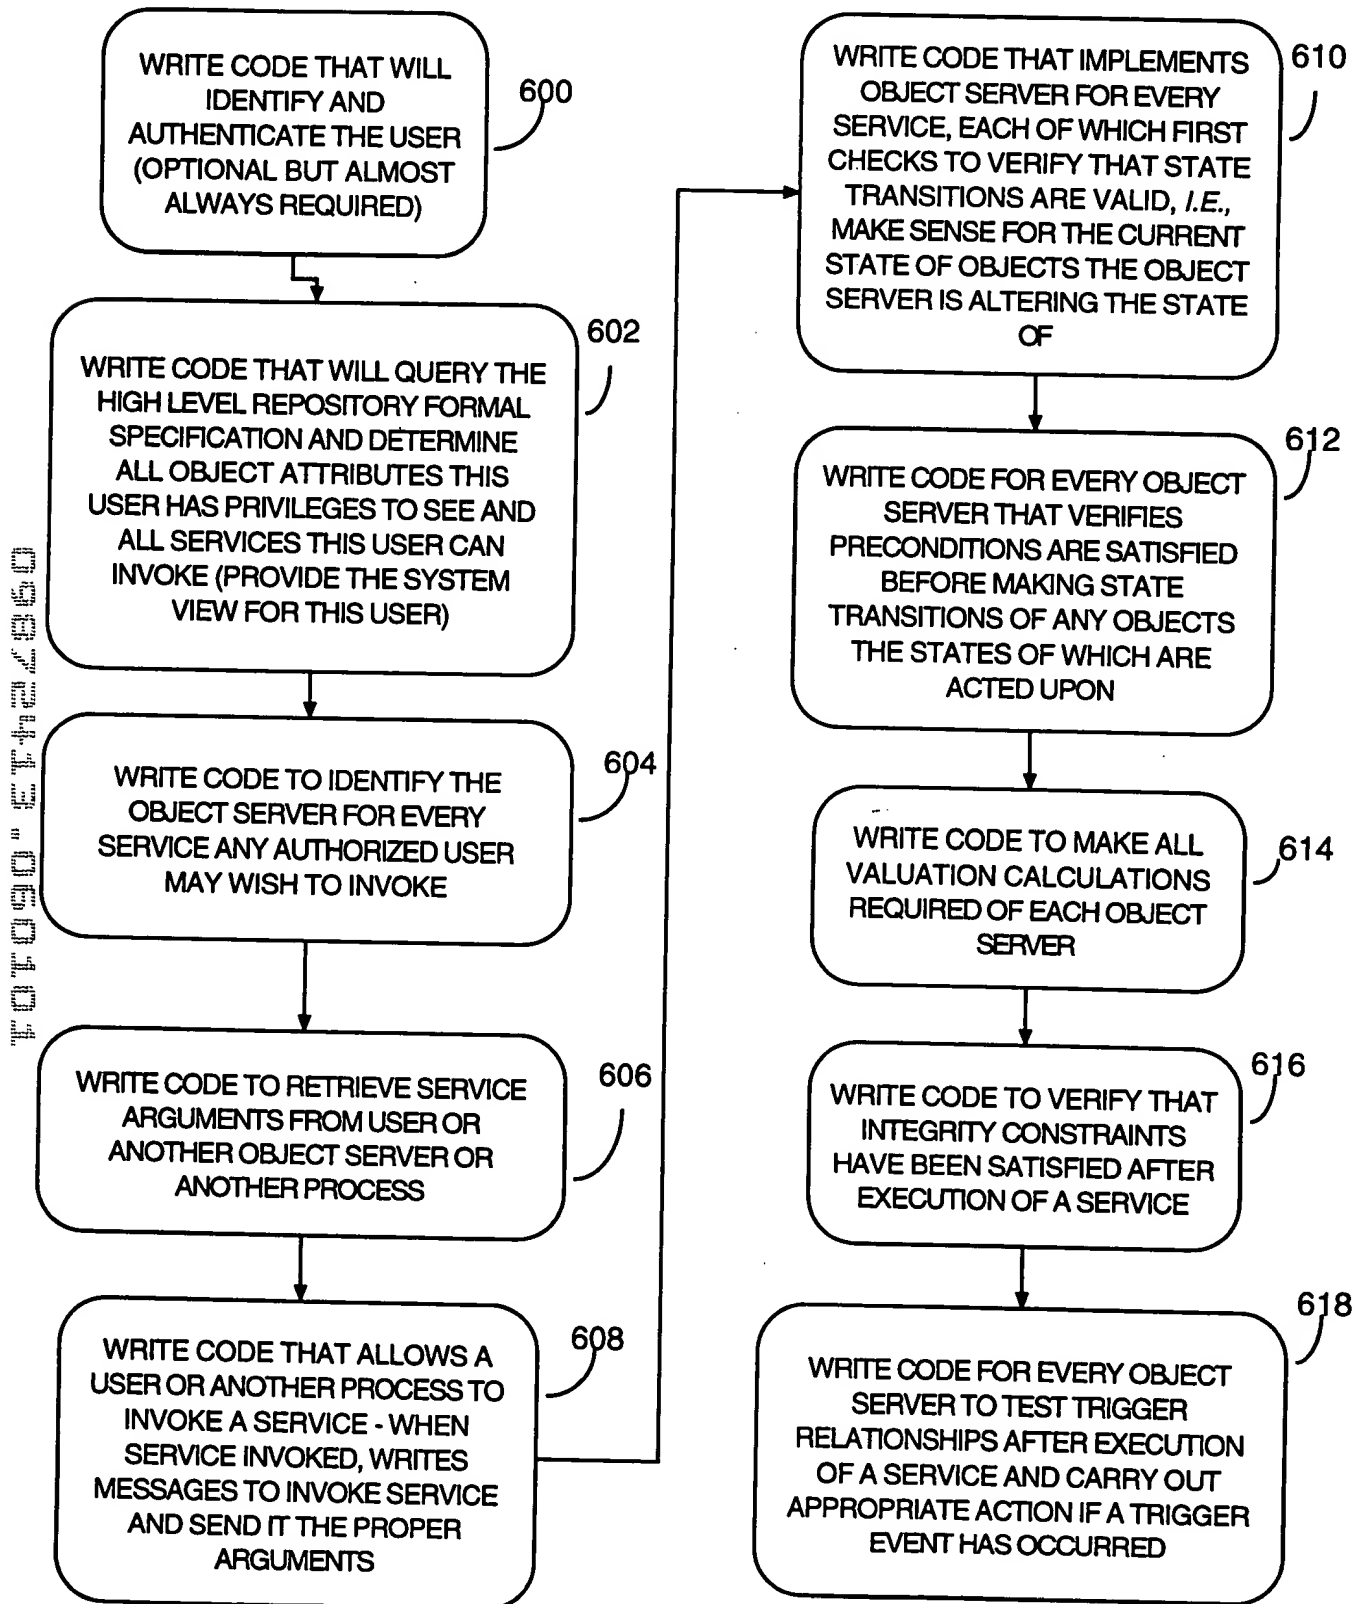 WRITE CODE THAT WILL
IDENTIFY AND
AUTHENTICATE THE USER
(OPTIONAL BUT ALMOST
ALWAYS REQUIRED)
600
WRITE CODE THAT WILL QUERY THE
HIGH LEVEL REPOSITORY FORMAL
SPECIFICATION AND DETERMINE
ALL OBJECT ATTRIBUTES THIS
USER HAS PRIVILEGES TO SEE AND
ALL SERVICES THIS USER CAN
INVOKE (PROVIDE THE SYSTEM
VIEW FOR THIS USER)
602
WRITE CODE TO IDENTIFY THE
OBJECT SERVER FOR EVERY
SERVICE ANY AUTHORIZED USER
MAY WISH TO INVOKE
604
WRITE CODE TO RETRIEVE SERVICE
ARGUMENTS FROM USER OR
ANOTHER OBJECT SERVER OR
ANOTHER PROCESS
606
WRITE CODE THAT ALLOWS A
USER OR ANOTHER PROCESS TO
INVOKE A SERVICE - WHEN
SERVICE INVOKED, WRITES
MESSAGES TO INVOKE SERVICE
AND SEND IT THE PROPER
ARGUMENTS
608
WRITE CODE THAT IMPLEMENTS
OBJECT SERVER FOR EVERY
SERVICE, EACH OF WHICH FIRST
CHECKS TO VERIFY THAT STATE
TRANSITIONS ARE VALID, I.E.,
MAKE SENSE FOR THE CURRENT
STATE OF OBJECTS THE OBJECT
SERVER IS ALTERING THE STATE
OF
610
WRITE CODE FOR EVERY OBJECT
SERVER THAT VERIFIES
PRECONDITIONS ARE SATISFIED
BEFORE MAKING STATE
TRANSITIONS OF ANY OBJECTS
THE STATES OF WHICH ARE
ACTED UPON
612
WRITE CODE TO MAKE ALL
VALUATION CALCULATIONS
REQUIRED OF EACH OBJECT
SERVER
614
WRITE CODE TO VERIFY THAT
INTEGRITY CONSTRAINTS
HAVE BEEN SATISFIED AFTER
EXECUTION OF A SERVICE
616
WRITE CODE FOR EVERY OBJECT
SERVER TO TEST TRIGGER
RELATIONSHIPS AFTER EXECUTION
OF A SERVICE AND CARRY OUT
APPROPRIATE ACTION IF A TRIGGER
EVENT HAS OCCURRED
618
09872413.060101